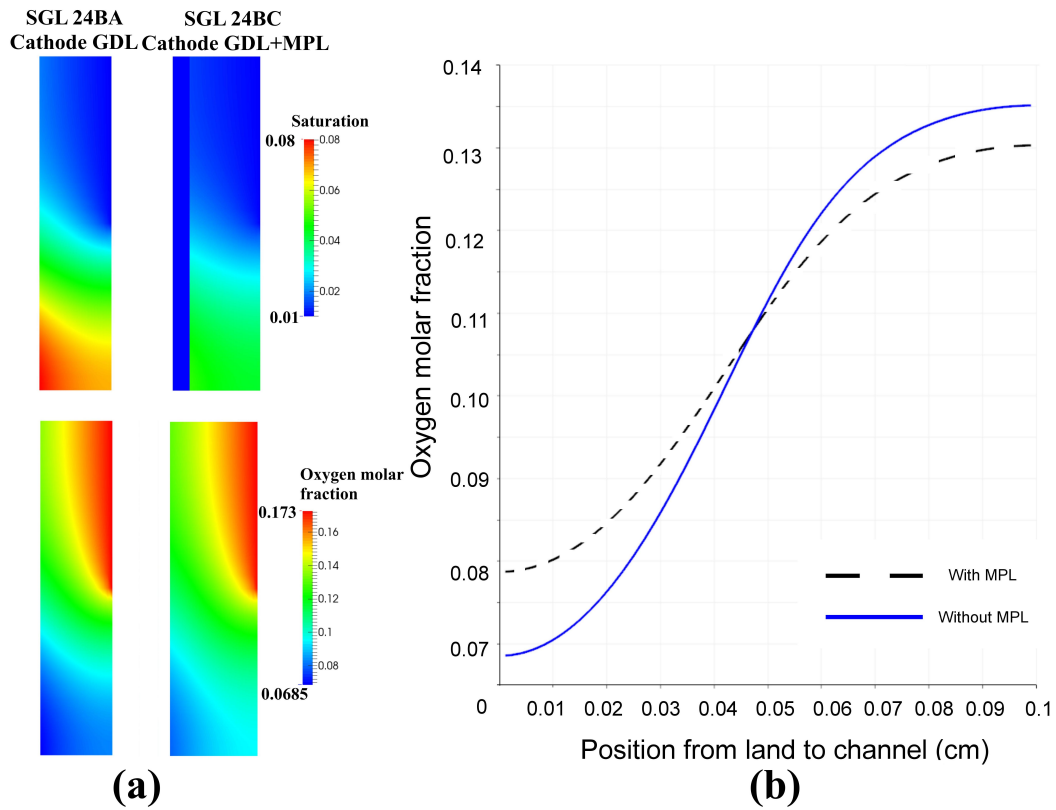 SGL 24BA
Cathode GDL
SGL 24BC
Cathode GDL+MPL
Saturation
0.08
0.08
0.06
0.04
0.02
0.01
Oxygen molar
fraction
0.173
0.16
0.14
0.12
0.1
0.08
0.0685
(a)
Oxygen molar fraction
0.14
0.13
0.12
0.11
0.10
0.09
0.08
0.07
0
0.01
0.02
0.03
0.04
0.05
0.06
0.07
0.08
0.09
0.1
With MPL
Without MPL
Position from land to channel (cm)
(b)